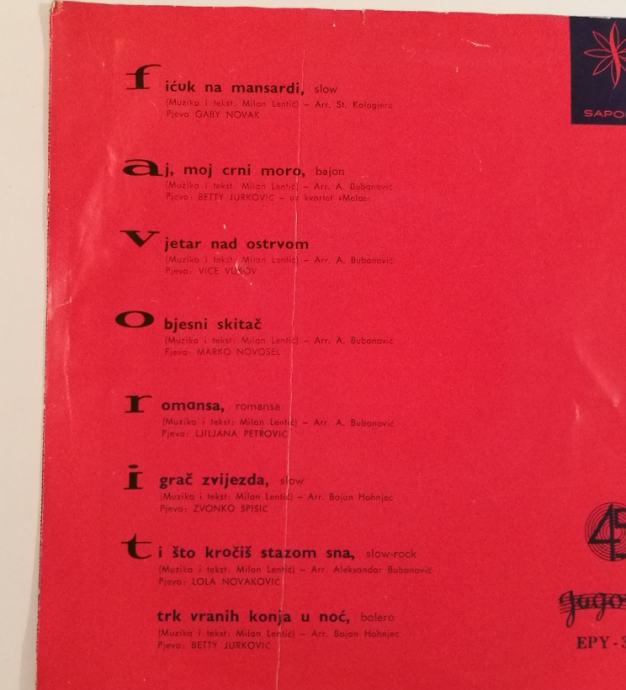 fićuk na mansardi, slow
(Muzika i tekst: Milan Lentić) – Arr. St. Kalogjera
Pjeva GABY NOVAK
aj, moj crni moro, bajon
(Muzika i tekst: Milan Lentić) – Arr. A. Bubanović
Pjeva: BETTY JURKOVIĆ – uz kvartet »Melos«
vjetar nad ostrvom
(Muzika i tekst: Milan Lentić) – Arr. A. Bubanović
Pjeva: VICE VUKOV
objesni skitač
(Muzika i tekst: Milan Lentić) – Arr. A. Bubanović
Pjeva: MARKO NOVOSEL
romansa, romansa
(Muzika i tekst: Milan Lentić) – Arr. A. Bubanović
Pjeva: LJILJANA PETROVIĆ
igrač zvijezda, slow
(Muzika i tekst: Milan Lentić) – Arr. Bojan Hohnjec
Pjeva: ZVONKO SPIŠIĆ
ti što kročiš stazom sna, slow-rock
(Muzika i tekst: Milan Lentić) – Arr. Aleksandar Bubanović
Pjeva: LOLA NOVAKOVIĆ
trk vranih konja u noć, bolero
(Muzika i tekst: Milan Lentić) – Arr. Bojan Hohnjec
Pjeva: BETTY JURKOVIĆ
SAPO
45
jugo
EPY-3